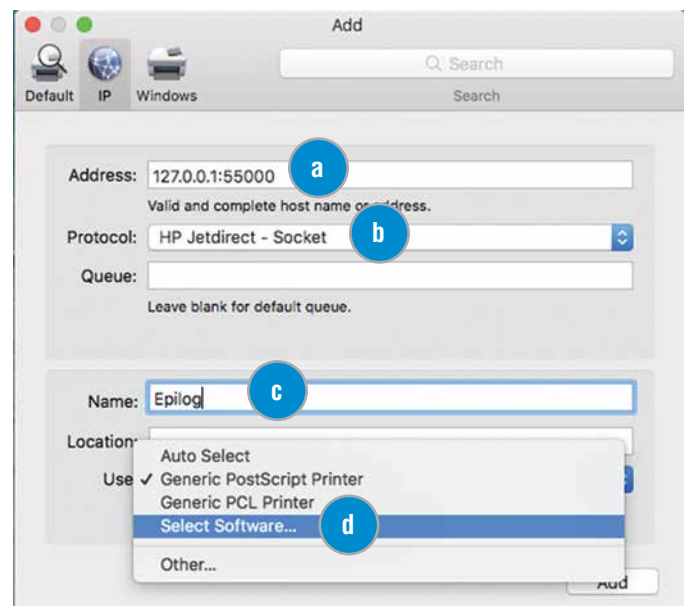 Add
Search
Default IP Windows Search
Address: 127.0.0.1:55000 a
Valid and complete host name or address.
Protocol: HP Jetdirect - Socket b
Queue:
Leave blank for default queue.
Name: Epilog c
Location:
Auto Select
Use ✓ Generic PostScript Printer
Generic PCL Printer
Select Software... d
Other...
Add